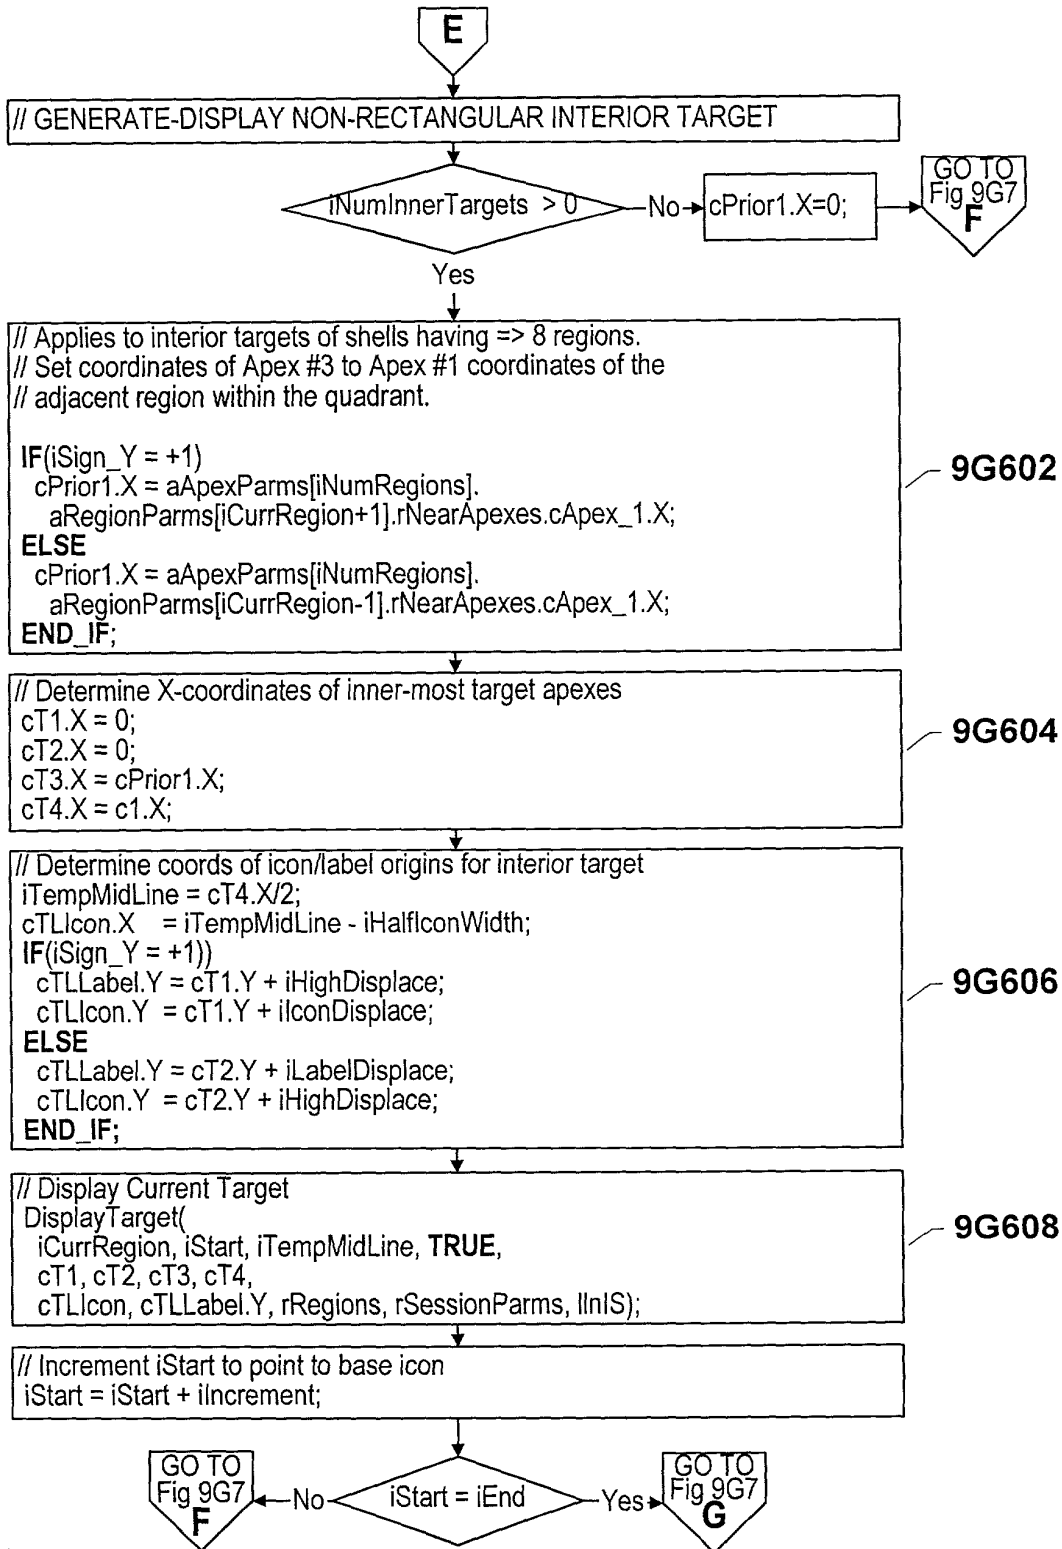 E
// GENERATE-DISPLAY NON-RECTANGULAR INTERIOR TARGET
iNumInnerTargets > 0
No
cPrior1.X=0;
GO TO
Fig 9G7
F
Yes
// Applies to interior targets of shells having => 8 regions.
// Set coordinates of Apex #3 to Apex #1 coordinates of the
// adjacent region within the quadrant.
IF(iSign_Y = +1)
cPrior1.X = aApexParms[iNumRegions].
aRegionParms[iCurrRegion+1].rNearApexes.cApex_1.X;
ELSE
cPrior1.X = aApexParms[iNumRegions].
aRegionParms[iCurrRegion-1].rNearApexes.cApex_1.X;
END_IF;
9G602
// Determine X-coordinates of inner-most target apexes
cT1.X = 0;
cT2.X = 0;
cT3.X = cPrior1.X;
cT4.X = c1.X;
9G604
// Determine coords of icon/label origins for interior target
iTempMidLine = cT4.X/2;
cTLIcon.X = iTempMidLine - iHalfIconWidth;
IF(iSign_Y = +1))
cTLLabel.Y = cT1.Y + iHighDisplace;
cTLIcon.Y = cT1.Y + iIconDisplace;
ELSE
cTLLabel.Y = cT2.Y + iLabelDisplace;
cTLIcon.Y = cT2.Y + iHighDisplace;
END_IF;
9G606
// Display Current Target
DisplayTarget(
iCurrRegion, iStart, iTempMidLine, TRUE,
cT1, cT2, cT3, cT4,
cTLIcon, cTLLabel.Y, rRegions, rSessionParms, lInIS);
9G608
// Increment iStart to point to base icon
iStart = iStart + iIncrement;
GO TO
Fig 9G7
F
No
iStart = iEnd
Yes
GO TO
Fig 9G7
G